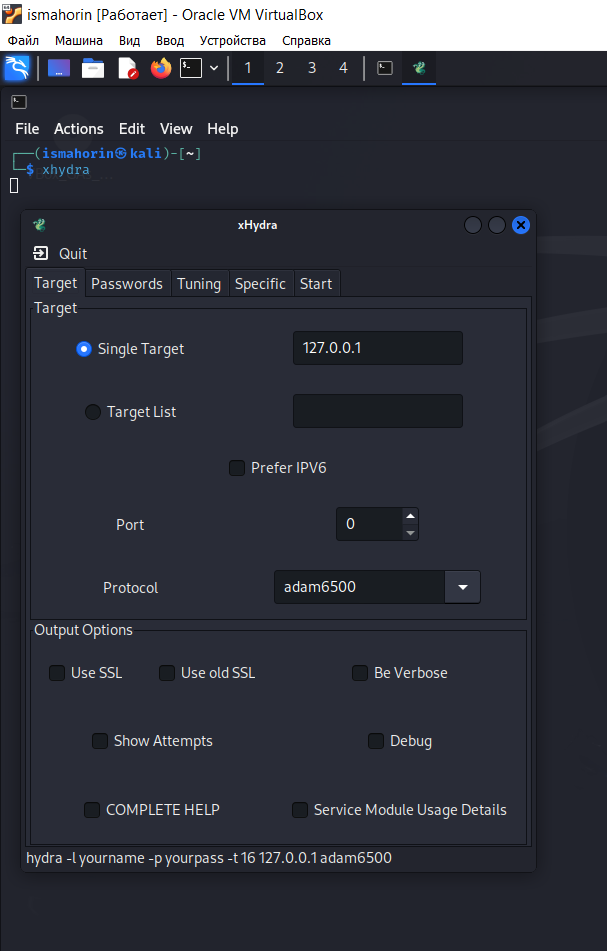 ismahorin [Работает] - Oracle VM VirtualBox
Файл Машина Вид Ввод Устройства Справка
1 2 3 4
File Actions Edit View Help
┌──(ismahorin㉿kali)-[~]
└─$ xhydra
xHydra
Quit
Target Passwords Tuning Specific Start
Target
Single Target 127.0.0.1
Target List
Prefer IPV6
Port 0
Protocol adam6500
Output Options
Use SSL Use old SSL Be Verbose
Show Attempts Debug
COMPLETE HELP Service Module Usage Details
hydra -l yourname -p yourpass -t 16 127.0.0.1 adam6500